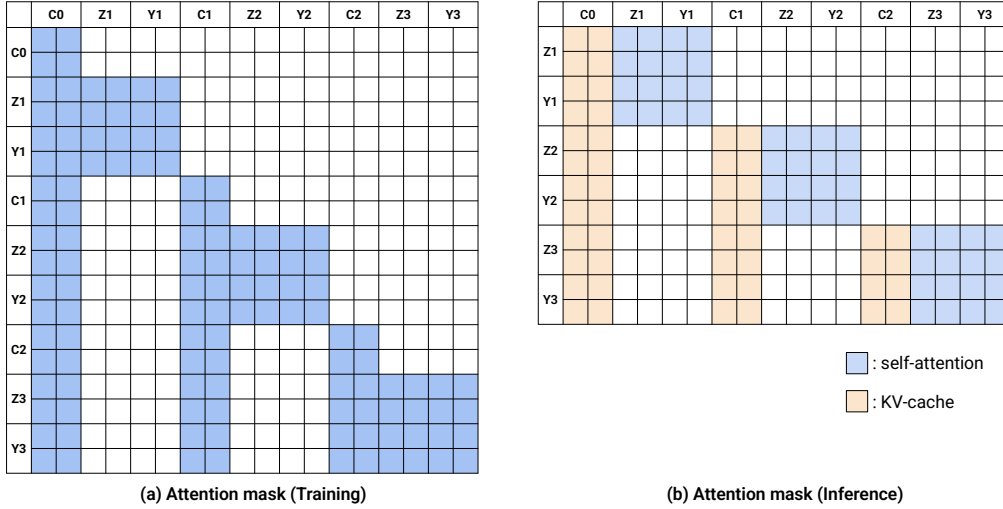 C0 Z1 Y1 C1 Z2 Y2 C2 Z3 Y3
C0
Z1
Y1
C1
Z2
Y2
C2
Z3
Y3
(a) Attention mask (Training)
C0 Z1 Y1 C1 Z2 Y2 C2 Z3 Y3
Z1
Y1
Z2
Y2
Z3
Y3
: self-attention
: KV-cache
(b) Attention mask (Inference)